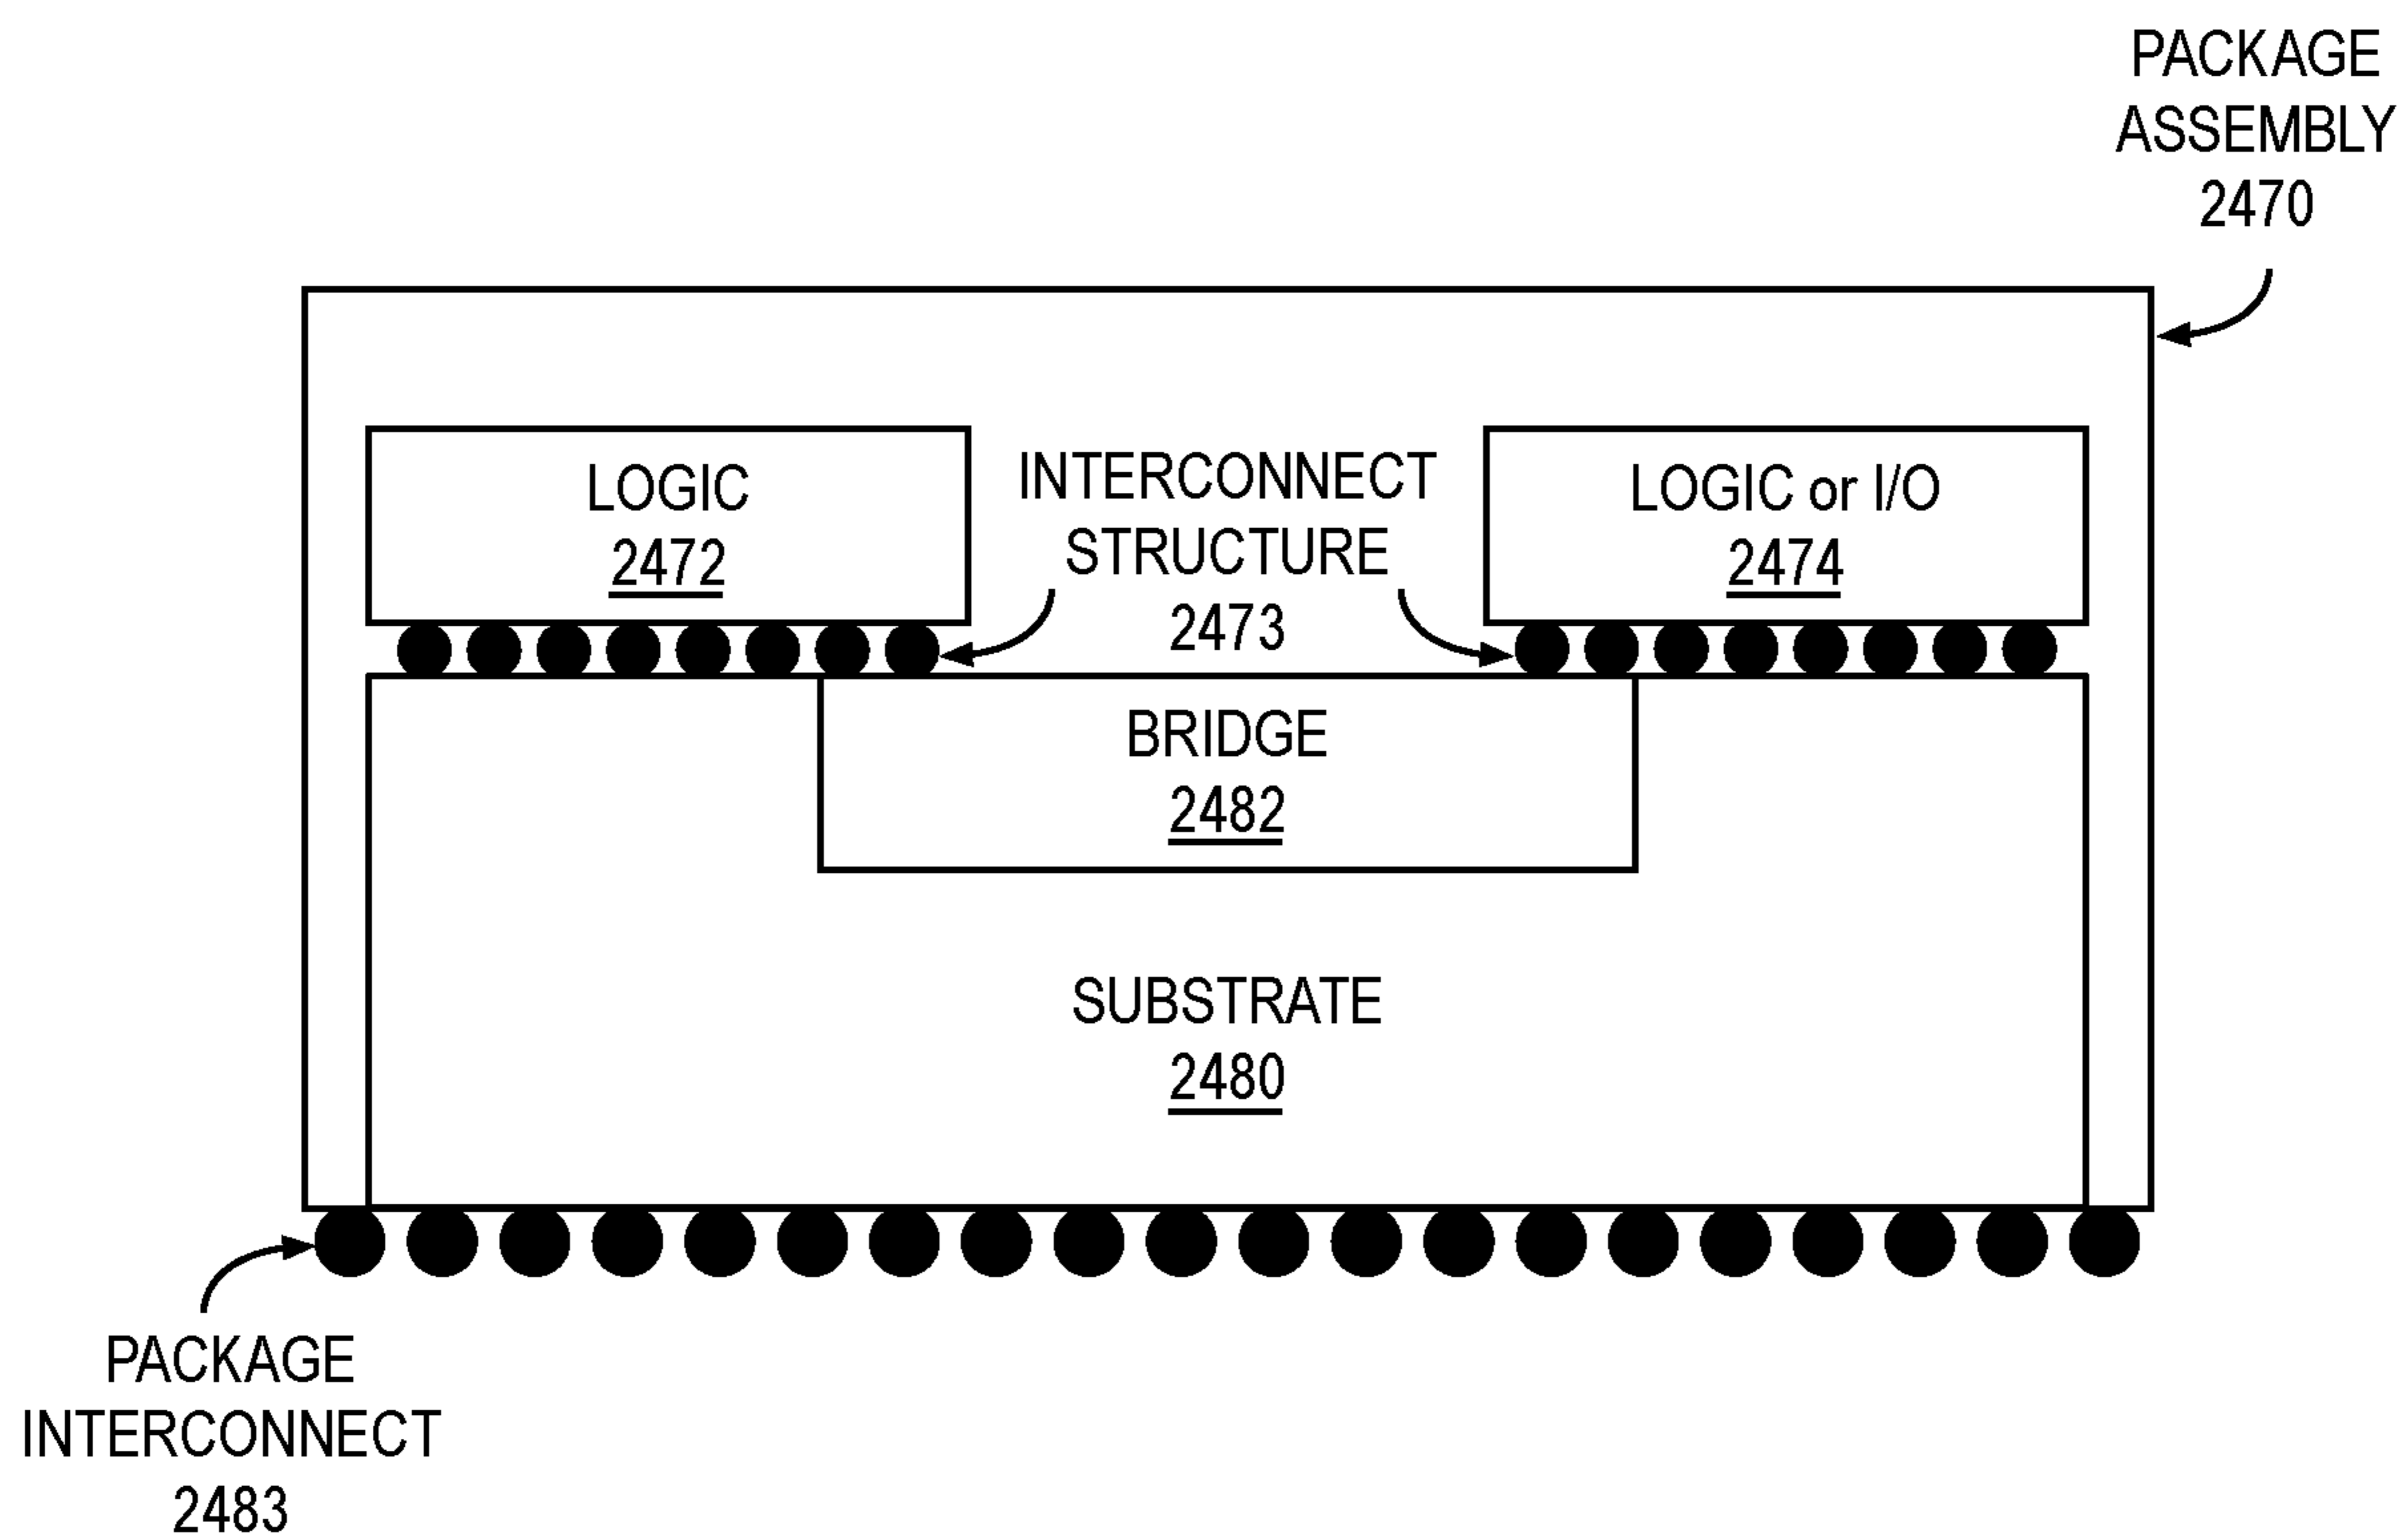 PACKAGE
ASSEMBLY
2470
LOGIC
2472
INTERCONNECT
STRUCTURE
2473
LOGIC or I/O
2474
BRIDGE
2482
SUBSTRATE
2480
PACKAGE
INTERCONNECT
2483